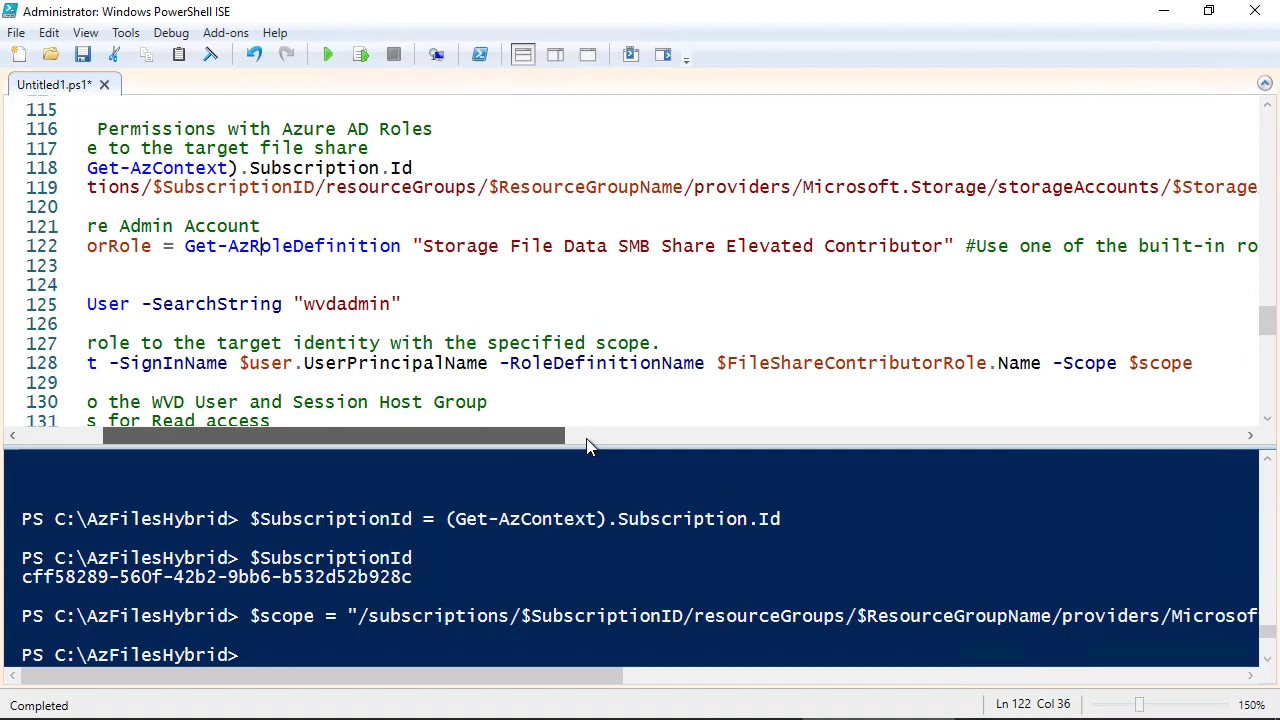 Administrator: Windows PowerShell ISE
File Edit View Tools Debug Add-ons Help
Untitled1.ps1*
115
116 Permissions with Azure AD Roles
117 e to the target file share
118 Get-AzContext).Subscription.Id
119 tions/$SubscriptionID/resourceGroups/$ResourceGroupName/providers/Microsoft.Storage/storageAccounts/$Storage
120
121 re Admin Account
122 orRole = Get-AzRoleDefinition "Storage File Data SMB Share Elevated Contributor" #Use one of the built-in ro
123
124
125 User -SearchString "wvdadmin"
126
127 role to the target identity with the specified scope.
128 t -SignInName $user.UserPrincipalName -RoleDefinitionName $FileShareContributorRole.Name -Scope $scope
129
130 o the WVD User and Session Host Group
131 s for Read access
PS C:\AzFilesHybrid> $SubscriptionId = (Get-AzContext).Subscription.Id
PS C:\AzFilesHybrid> $SubscriptionId
cff58289-560f-42b2-9bb6-b532d52b928c
PS C:\AzFilesHybrid> $scope = "/subscriptions/$SubscriptionID/resourceGroups/$ResourceGroupName/providers/Microsof
PS C:\AzFilesHybrid>
Completed Ln 122 Col 36 150%